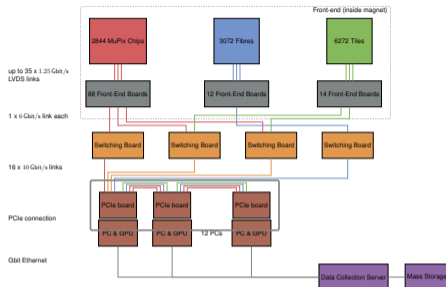 Front-end (inside magnet)
2844 MuPix Chips
3072 Fibres
6272 Tiles
up to 35 x 1.25 Gbit/s
LVDS links
88 Front-End Boards
12 Front-End Boards
14 Front-End Boards
1 x 6 Gbit/s link each
Switching Board
Switching Board
Switching Board
Switching Board
16 x 10 Gbit/s links
PCIe board
PCIe board
PCIe board
PCIe connection
PC & GPU
PC & GPU
12 PCs
PC & GPU
Gbit Ethernet
Data Collection Server
Mass Storage